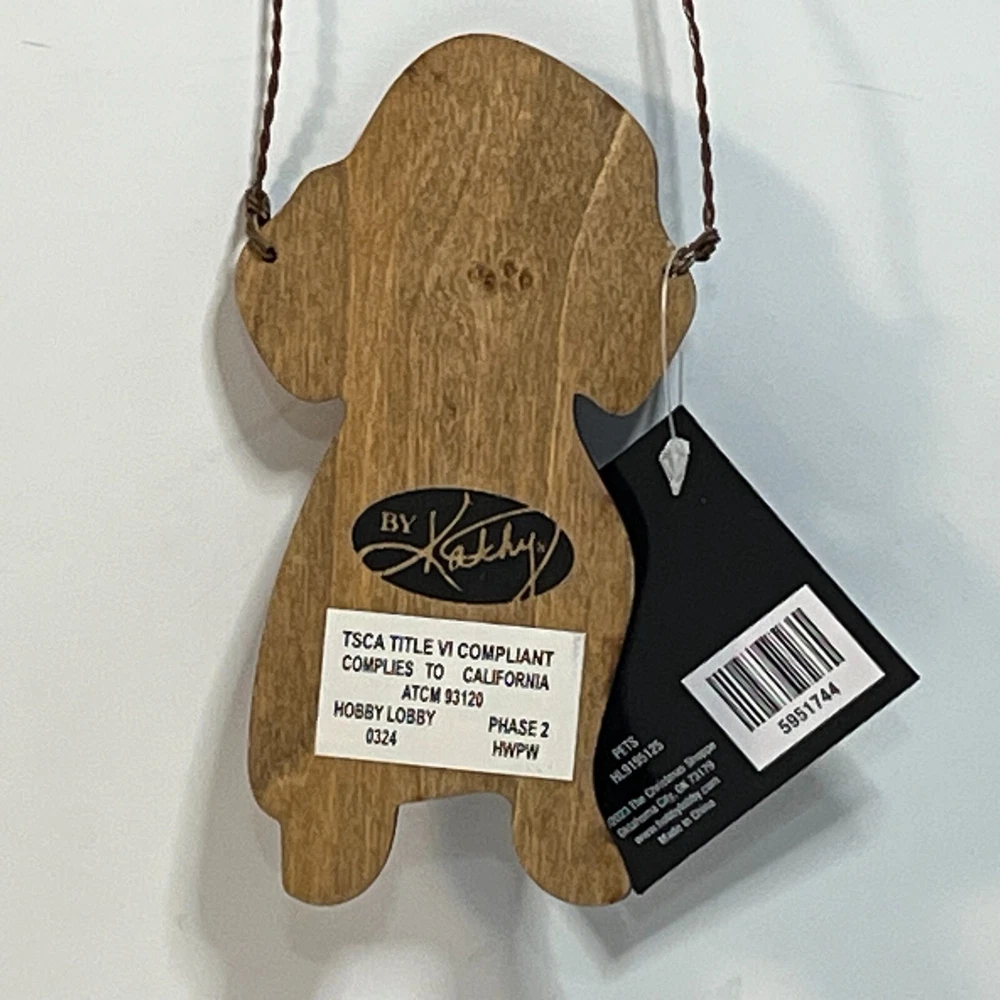 BY Kathy
TSCA TITLE VI COMPLIANT
COMPLIES TO CALIFORNIA
ATCM 93120
HOBBY LOBBY PHASE 2
0324 HWPW
5951744
PETS
HL9195125
©2023 The Christmas Shoppe
Oklahoma City, OK 73179
www.hobbylobby.com
Made in China